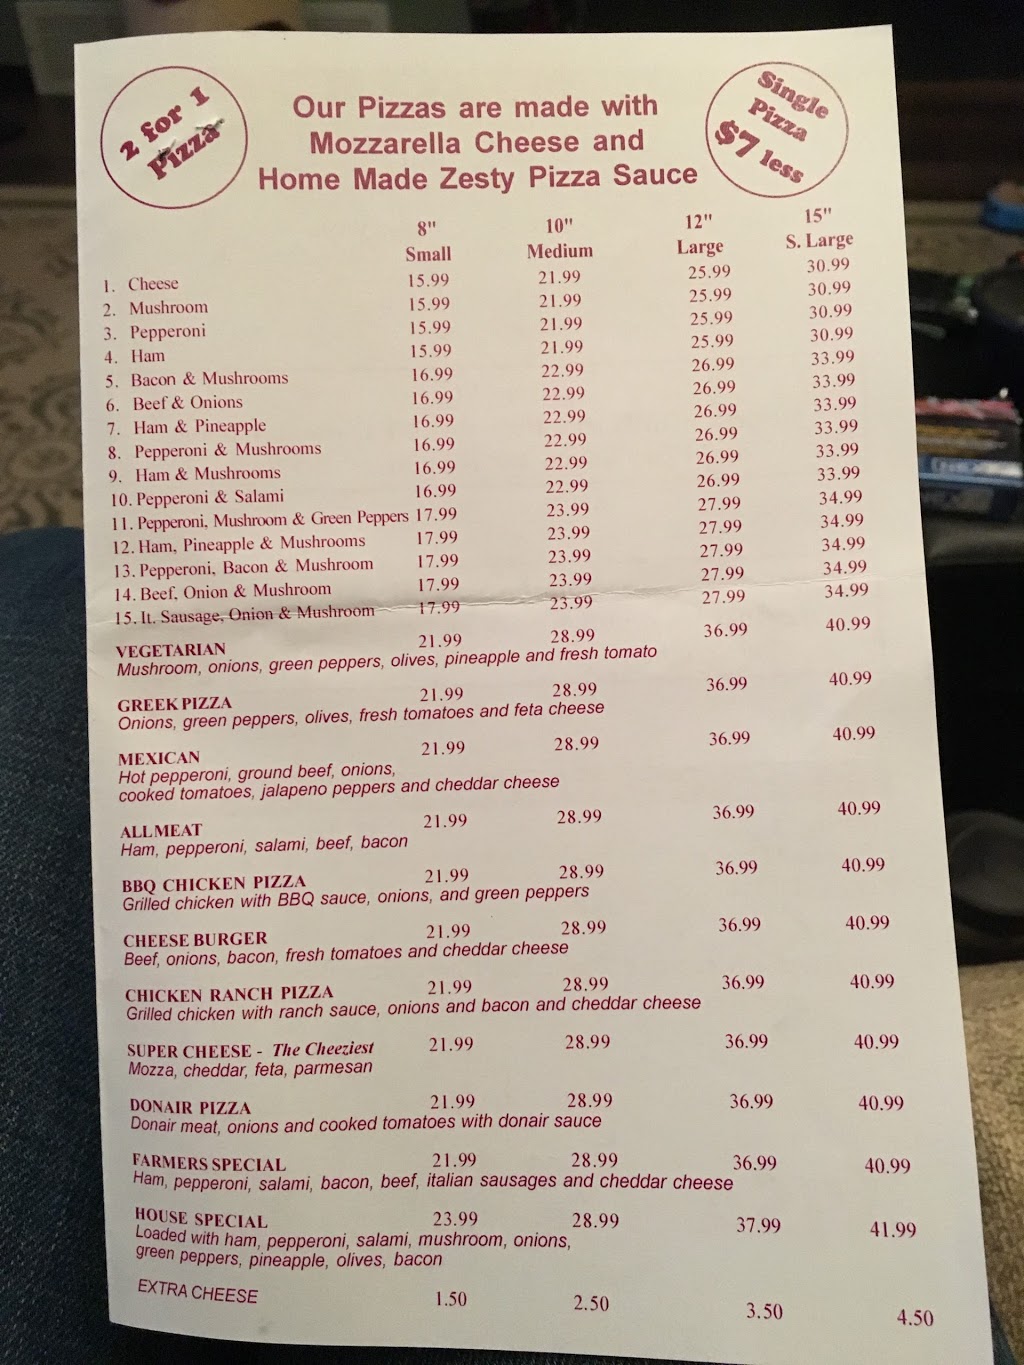 2 for 1
Pizza
Our Pizzas are made with
Mozzarella Cheese and
Home Made Zesty Pizza Sauce
Single
Pizza
$7 less
8" 10" 12" 15"
Small Medium Large S. Large
1. Cheese 15.99 21.99 25.99 30.99
2. Mushroom 15.99 21.99 25.99 30.99
3. Pepperoni 15.99 21.99 25.99 30.99
4. Ham 15.99 21.99 25.99 30.99
5. Bacon & Mushrooms 16.99 22.99 26.99 33.99
6. Beef & Onions 16.99 22.99 26.99 33.99
7. Ham & Pineapple 16.99 22.99 26.99 33.99
8. Pepperoni & Mushrooms 16.99 22.99 26.99 33.99
9. Ham & Mushrooms 16.99 22.99 26.99 33.99
10. Pepperoni & Salami 16.99 22.99 26.99 33.99
11. Pepperoni, Mushroom & Green Peppers 17.99 23.99 27.99 34.99
12. Ham, Pineapple & Mushrooms 17.99 23.99 27.99 34.99
13. Pepperoni, Bacon & Mushroom 17.99 23.99 27.99 34.99
14. Beef, Onion & Mushroom 17.99 23.99 27.99 34.99
15. It. Sausage, Onion & Mushroom 17.99 23.99 27.99 34.99
VEGETARIAN 21.99 28.99 36.99 40.99
Mushroom, onions, green peppers, olives, pineapple and fresh tomato
GREEK PIZZA 21.99 28.99 36.99 40.99
Onions, green peppers, olives, fresh tomatoes and feta cheese
MEXICAN 21.99 28.99 36.99 40.99
Hot pepperoni, ground beef, onions,
cooked tomatoes, jalapeno peppers and cheddar cheese
ALL MEAT 21.99 28.99 36.99 40.99
Ham, pepperoni, salami, beef, bacon
BBQ CHICKEN PIZZA 21.99 28.99 36.99 40.99
Grilled chicken with BBQ sauce, onions, and green peppers
CHEESE BURGER 21.99 28.99 36.99 40.99
Beef, onions, bacon, fresh tomatoes and cheddar cheese
CHICKEN RANCH PIZZA 21.99 28.99 36.99 40.99
Grilled chicken with ranch sauce, onions and bacon and cheddar cheese
SUPER CHEESE - The Cheeziest 21.99 28.99 36.99 40.99
Mozza, cheddar, feta, parmesan
DONAIR PIZZA 21.99 28.99 36.99 40.99
Donair meat, onions and cooked tomatoes with donair sauce
FARMERS SPECIAL 21.99 28.99 36.99 40.99
Ham, pepperoni, salami, bacon, beef, italian sausages and cheddar cheese
HOUSE SPECIAL 23.99 28.99 37.99 41.99
Loaded with ham, pepperoni, salami, mushroom, onions,
green peppers, pineapple, olives, bacon
EXTRA CHEESE 1.50 2.50 3.50 4.50